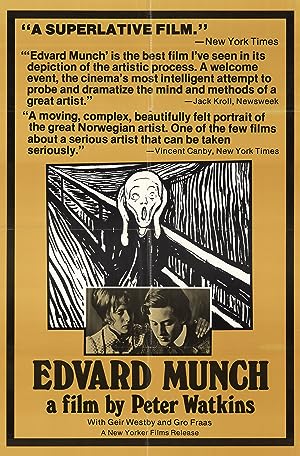 “A SUPERLATIVE FILM.”
—New York Times
“‘Edvard Munch’ is the best film I've seen in its
depiction of the artistic process. A welcome
event, the cinema's most intelligent attempt to
probe and dramatize the mind and methods of a
great artist.” —Jack Kroll, Newsweek
“A moving, complex, beautifully felt portrait of
the great Norwegian artist. One of the few films
about a serious artist that can be taken
seriously.” —Vincent Canby, New York Times
EDVARD MUNCH
a film by Peter Watkins
With Geir Westby and Gro Fraas
A New Yorker Films Release